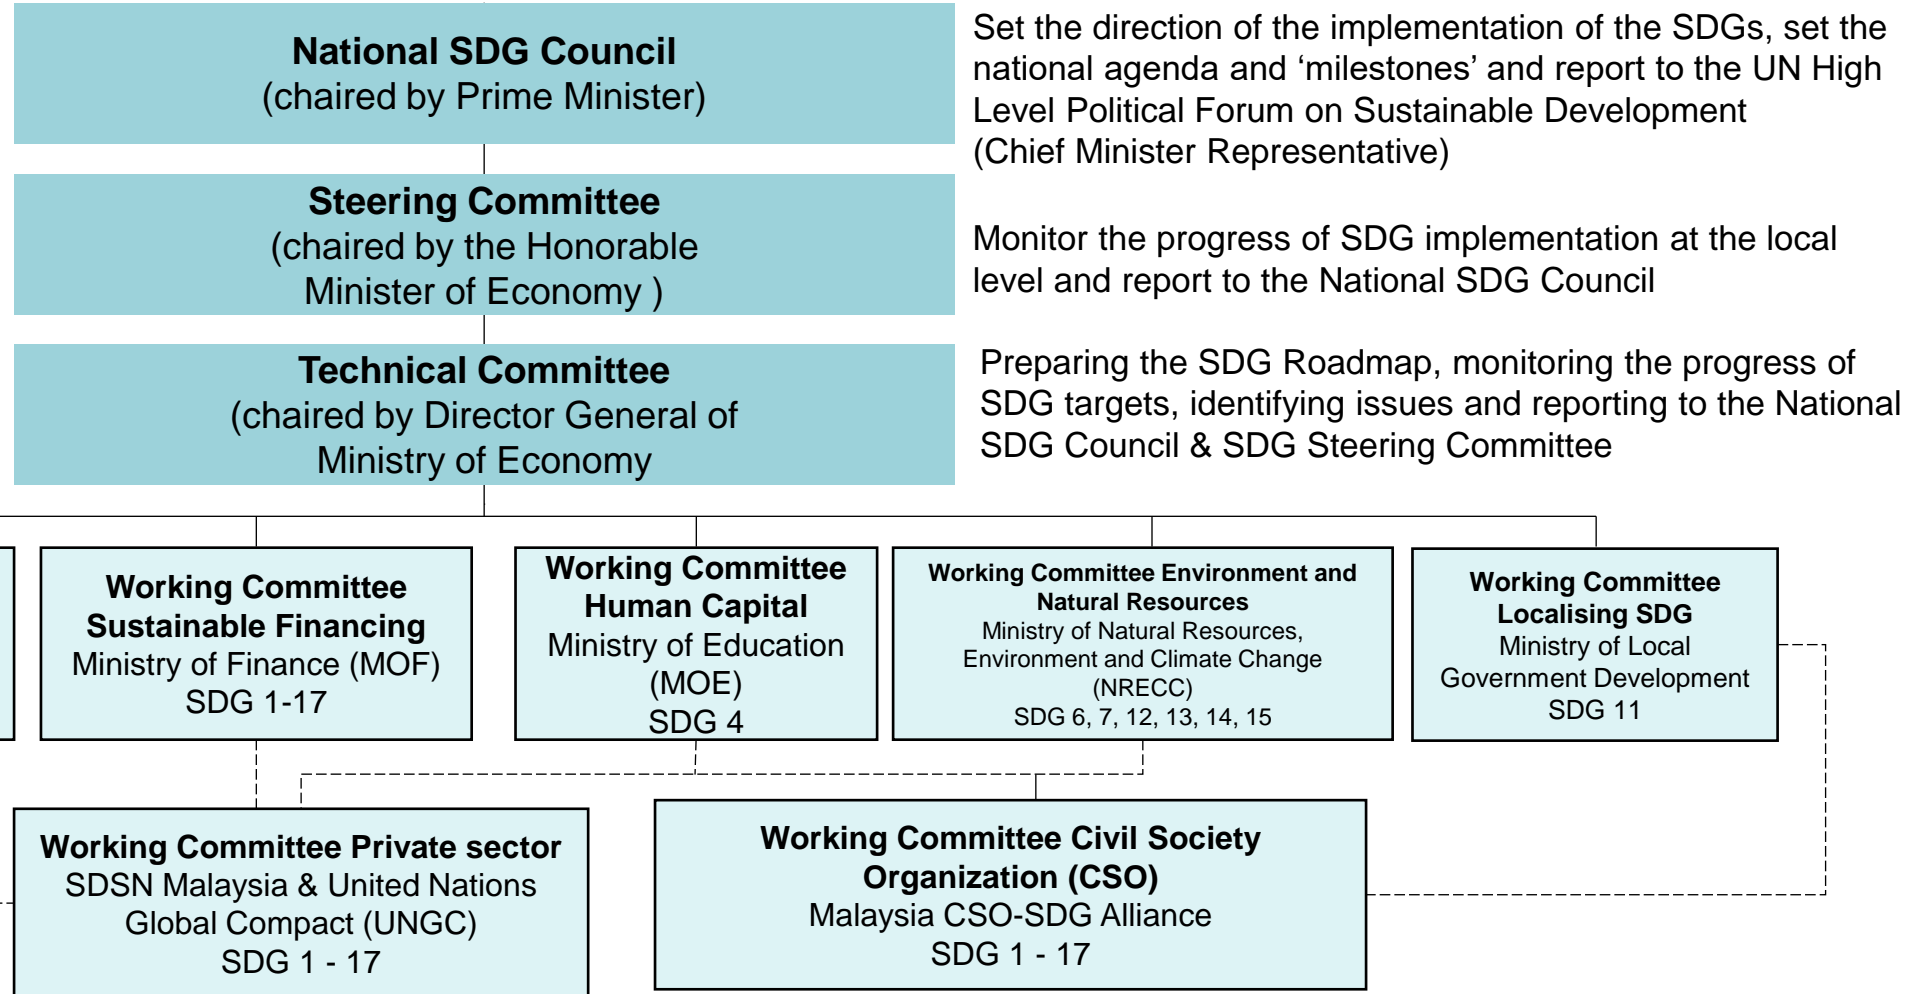 National SDG Council
(chaired by Prime Minister)
Set the direction of the implementation of the SDGs, set the
national agenda and ‘milestones’ and report to the UN High
Level Political Forum on Sustainable Development
(Chief Minister Representative)
Steering Committee
(chaired by the Honorable
Minister of Economy )
Monitor the progress of SDG implementation at the local
level and report to the National SDG Council
Technical Committee
(chaired by Director General of
Ministry of Economy
Preparing the SDG Roadmap, monitoring the progress of
SDG targets, identifying issues and reporting to the National
SDG Council & SDG Steering Committee
Working Committee
Sustainable Financing
Ministry of Finance (MOF)
SDG 1-17
Working Committee
Human Capital
Ministry of Education
(MOE)
SDG 4
Working Committee Environment and
Natural Resources
Ministry of Natural Resources,
Environment and Climate Change
(NRECC)
SDG 6, 7, 12, 13, 14, 15
Working Committee
Localising SDG
Ministry of Local
Government Development
SDG 11
Working Committee Private sector
SDSN Malaysia & United Nations
Global Compact (UNGC)
SDG 1 - 17
Working Committee Civil Society
Organization (CSO)
Malaysia CSO-SDG Alliance
SDG 1 - 17